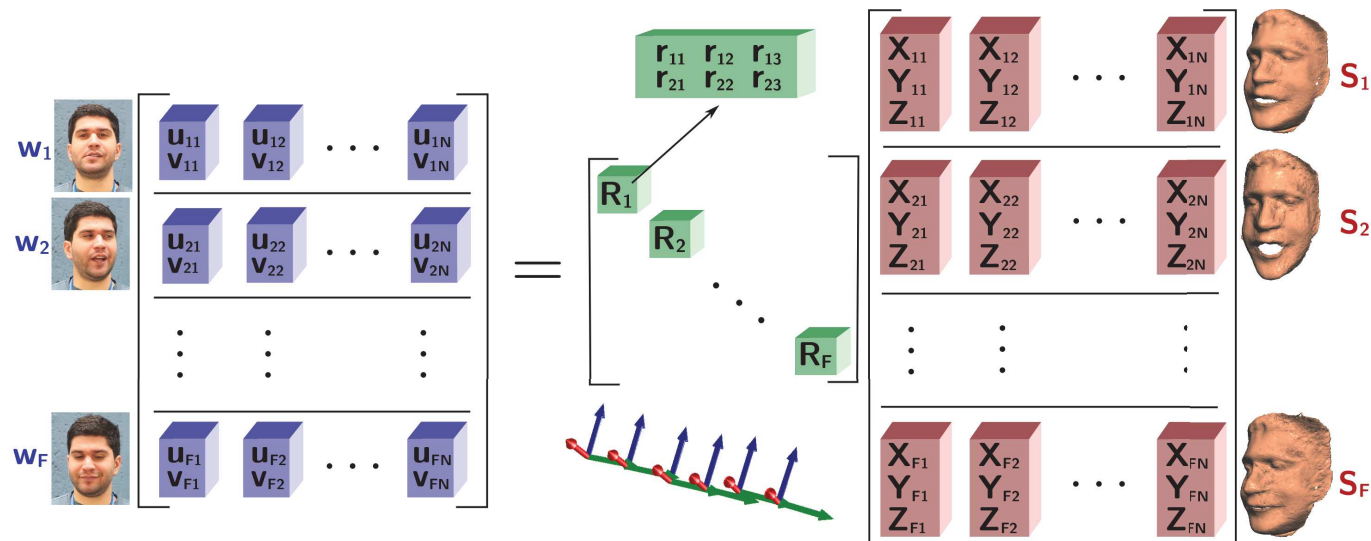 r₁₁ r₁₂ r₁₃
r₂₁ r₂₂ r₂₃
w₁
u₁₁ u₁₂ . . . u₁N
v₁₁ v₁₂ v₁N
w₂
u₂₁ u₂₂ . . . u₂N
v₂₁ v₂₂ v₂N
wF
uF₁ uF₂ . . . uFN
vF₁ vF₂ vFN
=
R₁
R₂
RF
X₁₁ X₁₂ . . . X₁N
Y₁₁ Y₁₂ Y₁N
Z₁₁ Z₁₂ Z₁N
S₁
X₂₁ X₂₂ . . . X₂N
Y₂₁ Y₂₂ Y₂N
Z₂₁ Z₂₂ Z₂N
S₂
XF₁ XF₂ . . . XFN
YF₁ YF₂ YFN
ZF₁ ZF₂ ZFN
SF